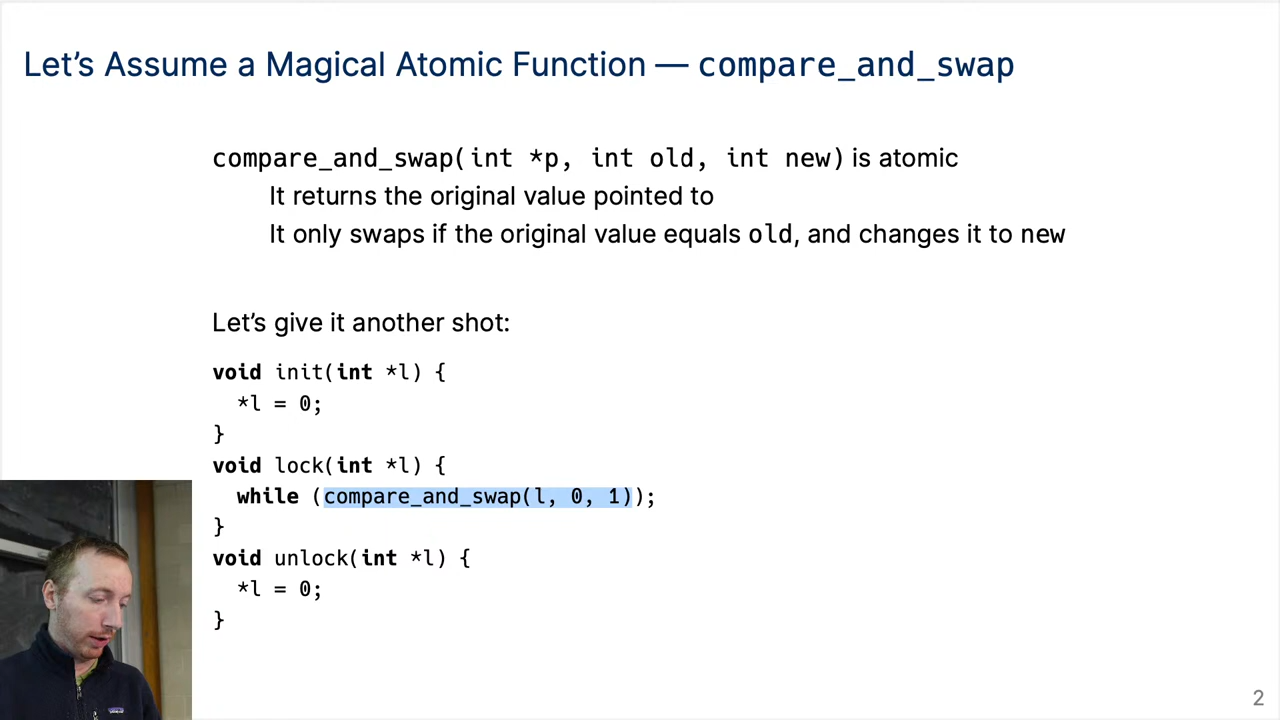 Let’s Assume a Magical Atomic Function — compare_and_swap
compare_and_swap(int *p, int old, int new) is atomic
It returns the original value pointed to
It only swaps if the original value equals old, and changes it to new
Let’s give it another shot:
void init(int *l) {
*l = 0;
}
void lock(int *l) {
while (compare_and_swap(l, 0, 1));
}
void unlock(int *l) {
*l = 0;
}
2